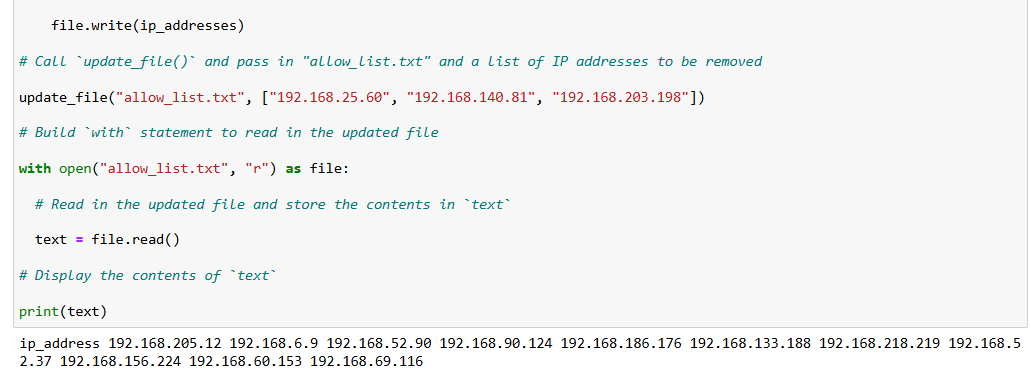 file.write(ip_addresses)
# Call `update_file()` and pass in "allow_list.txt" and a list of IP addresses to be removed
update_file("allow_list.txt", ["192.168.25.60", "192.168.140.81", "192.168.203.198"])
# Build `with` statement to read in the updated file
with open("allow_list.txt", "r") as file:
  # Read in the updated file and store the contents in `text`
  text = file.read()
# Display the contents of `text`
print(text)
ip_address 192.168.205.12 192.168.6.9 192.168.52.90 192.168.90.124 192.168.186.176 192.168.133.188 192.168.218.219 192.168.5
2.37 192.168.156.224 192.168.60.153 192.168.69.116